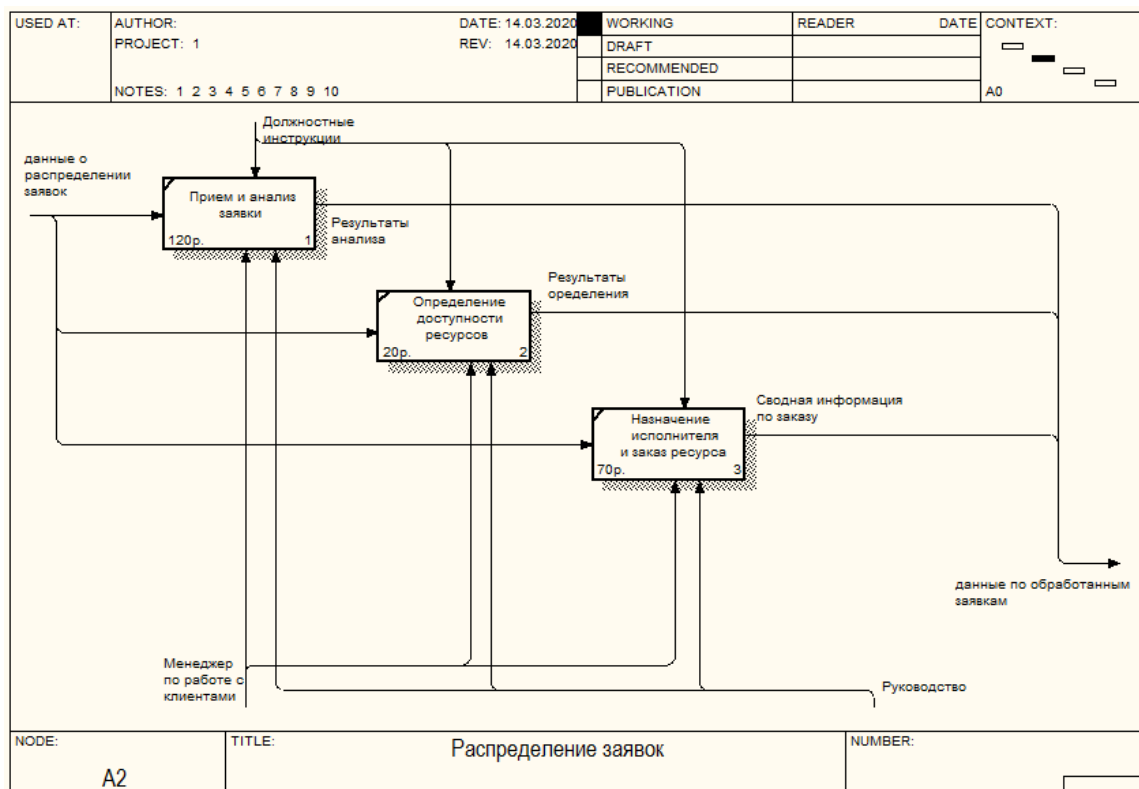 USED AT:
AUTHOR:
DATE: 14.03.2020
PROJECT: 1
REV: 14.03.2020
NOTES: 1 2 3 4 5 6 7 8 9 10
WORKING
DRAFT
RECOMMENDED
PUBLICATION
READER
DATE
CONTEXT:
A0
Должностные
инструкции
данные о
распределении
заявок
Прием и анализ
заявки
120р.
1
Результаты
анализа
Определение
доступности
ресурсов
20р.
2
Результаты
оределения
Назначение
исполнителя
и заказ ресурса
70р.
3
Сводная информация
по заказу
данные по обработанным
заявкам
Менеджер
по работе с
клиентами
Руководство
NODE:
A2
TITLE:
Распределение заявок
NUMBER: